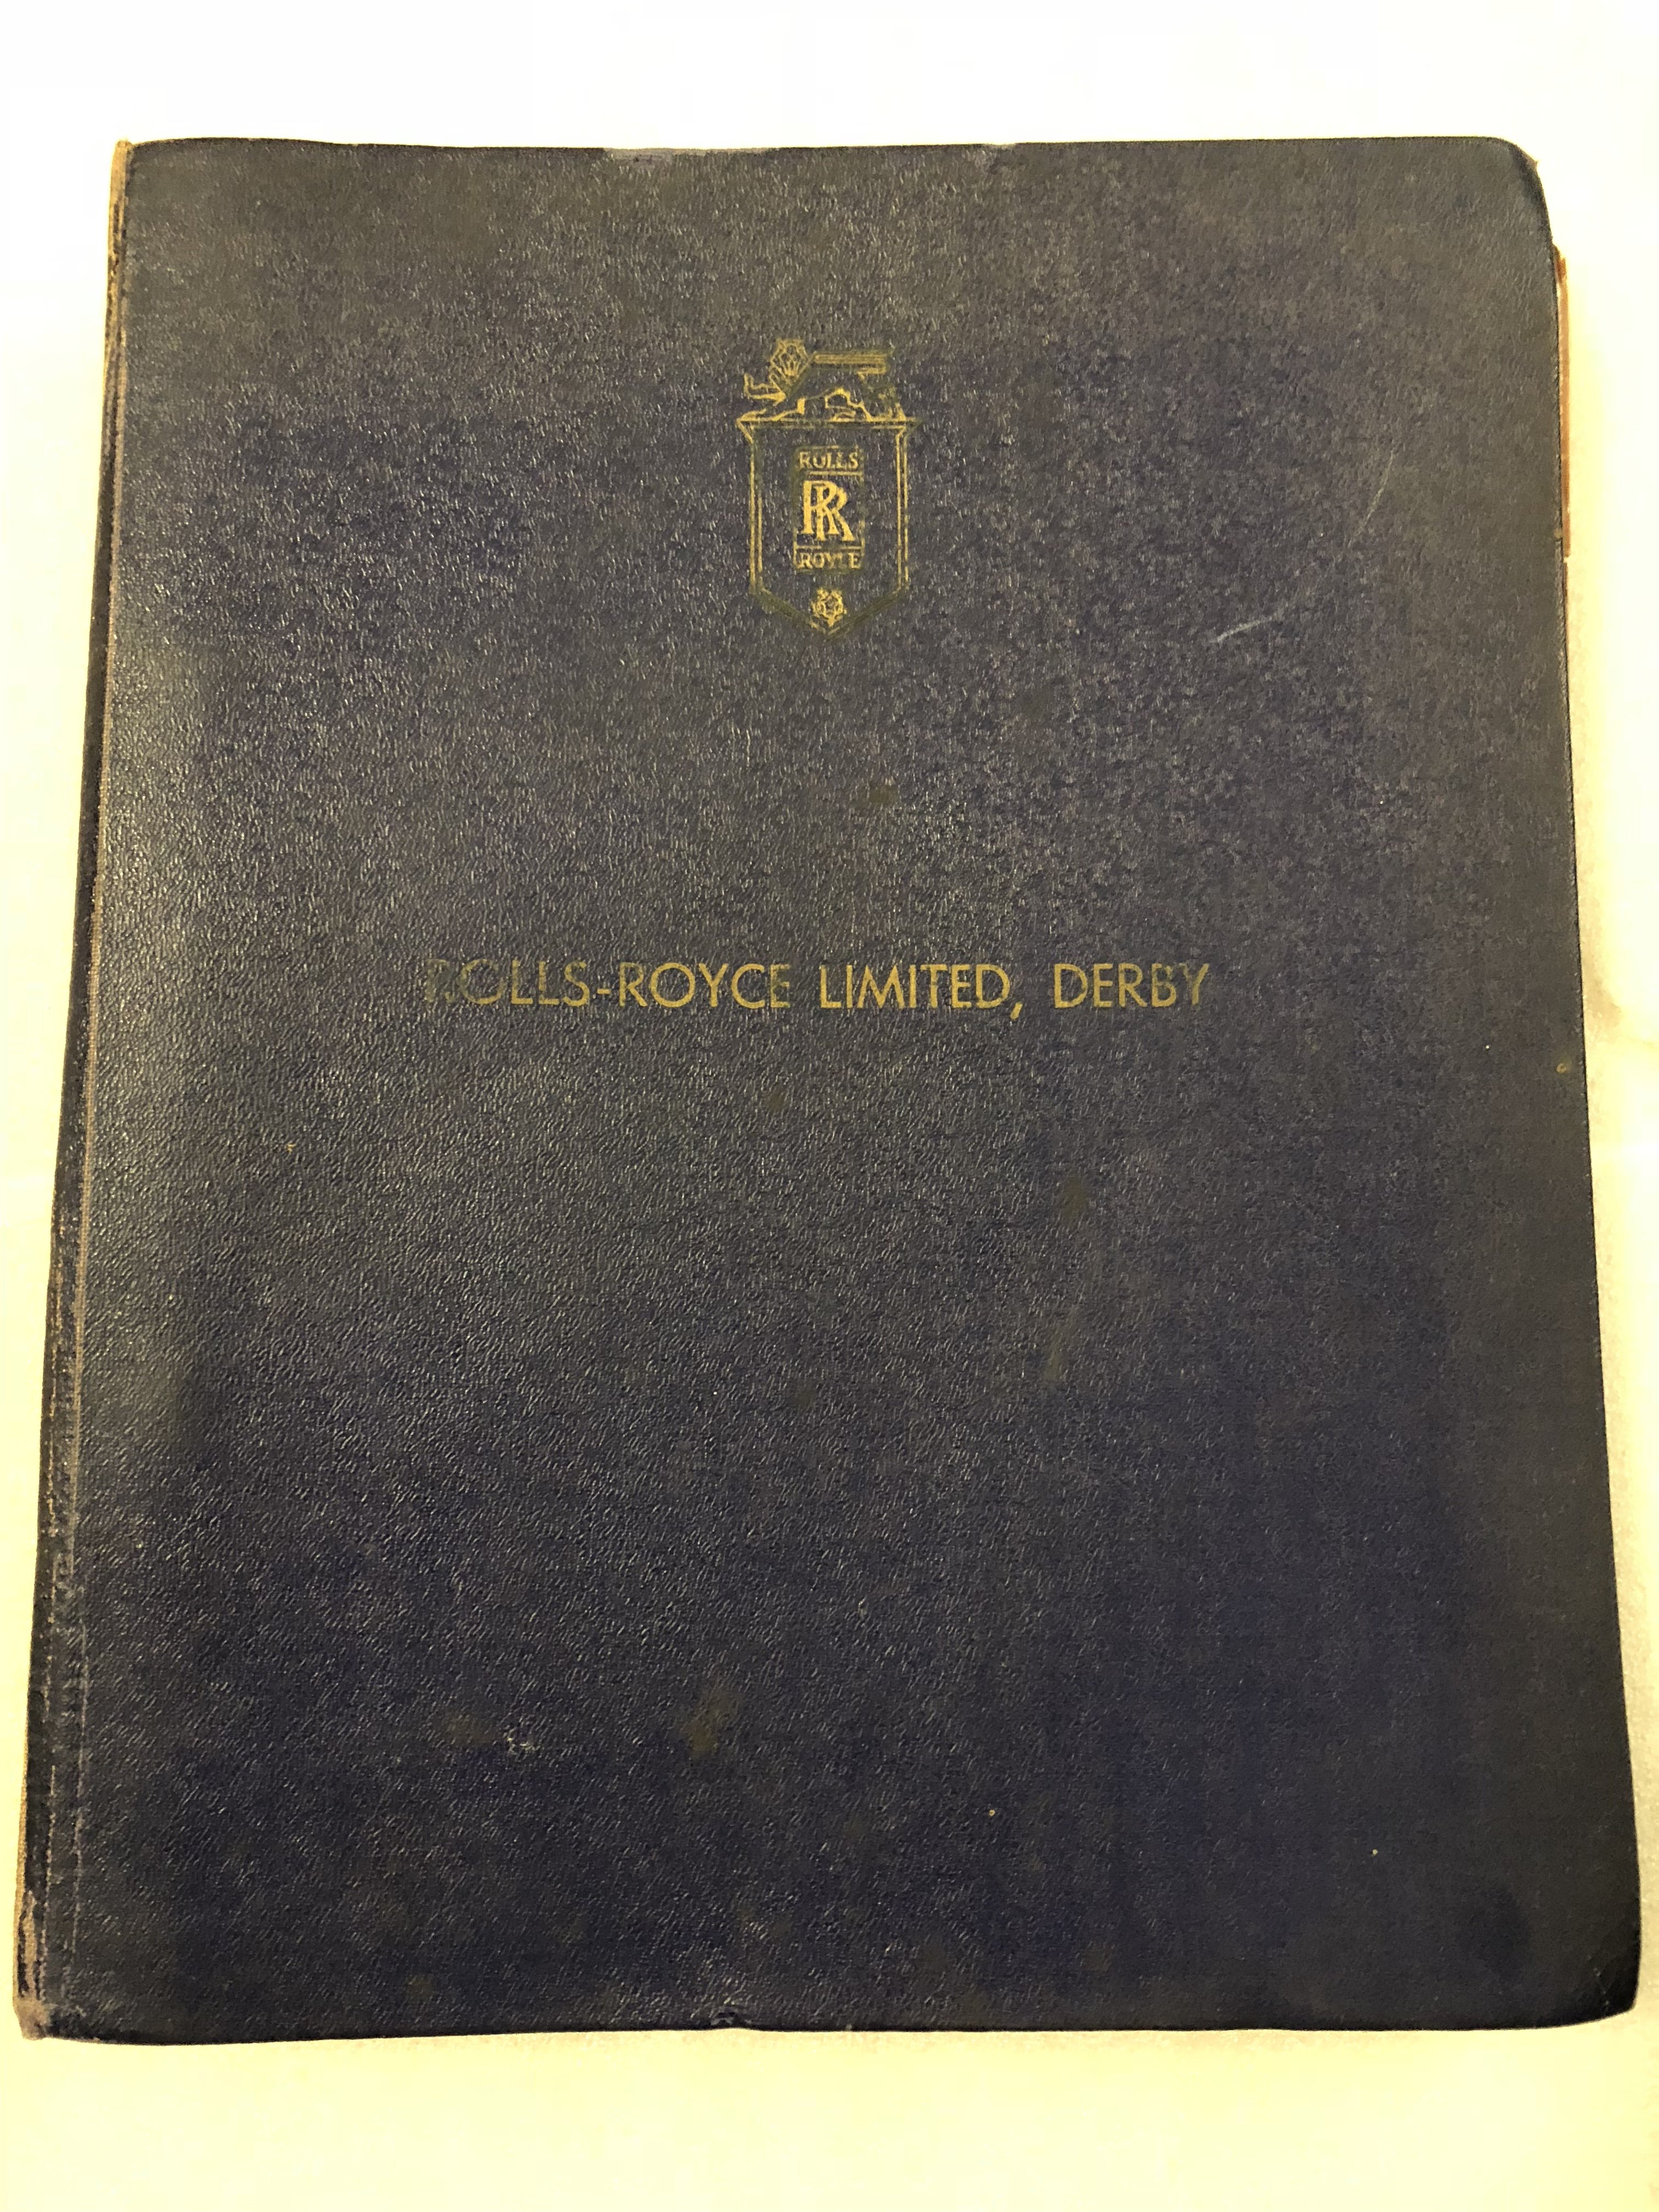 ROLLS
RR
ROYCE
ROLLS-ROYCE LIMITED, DERBY